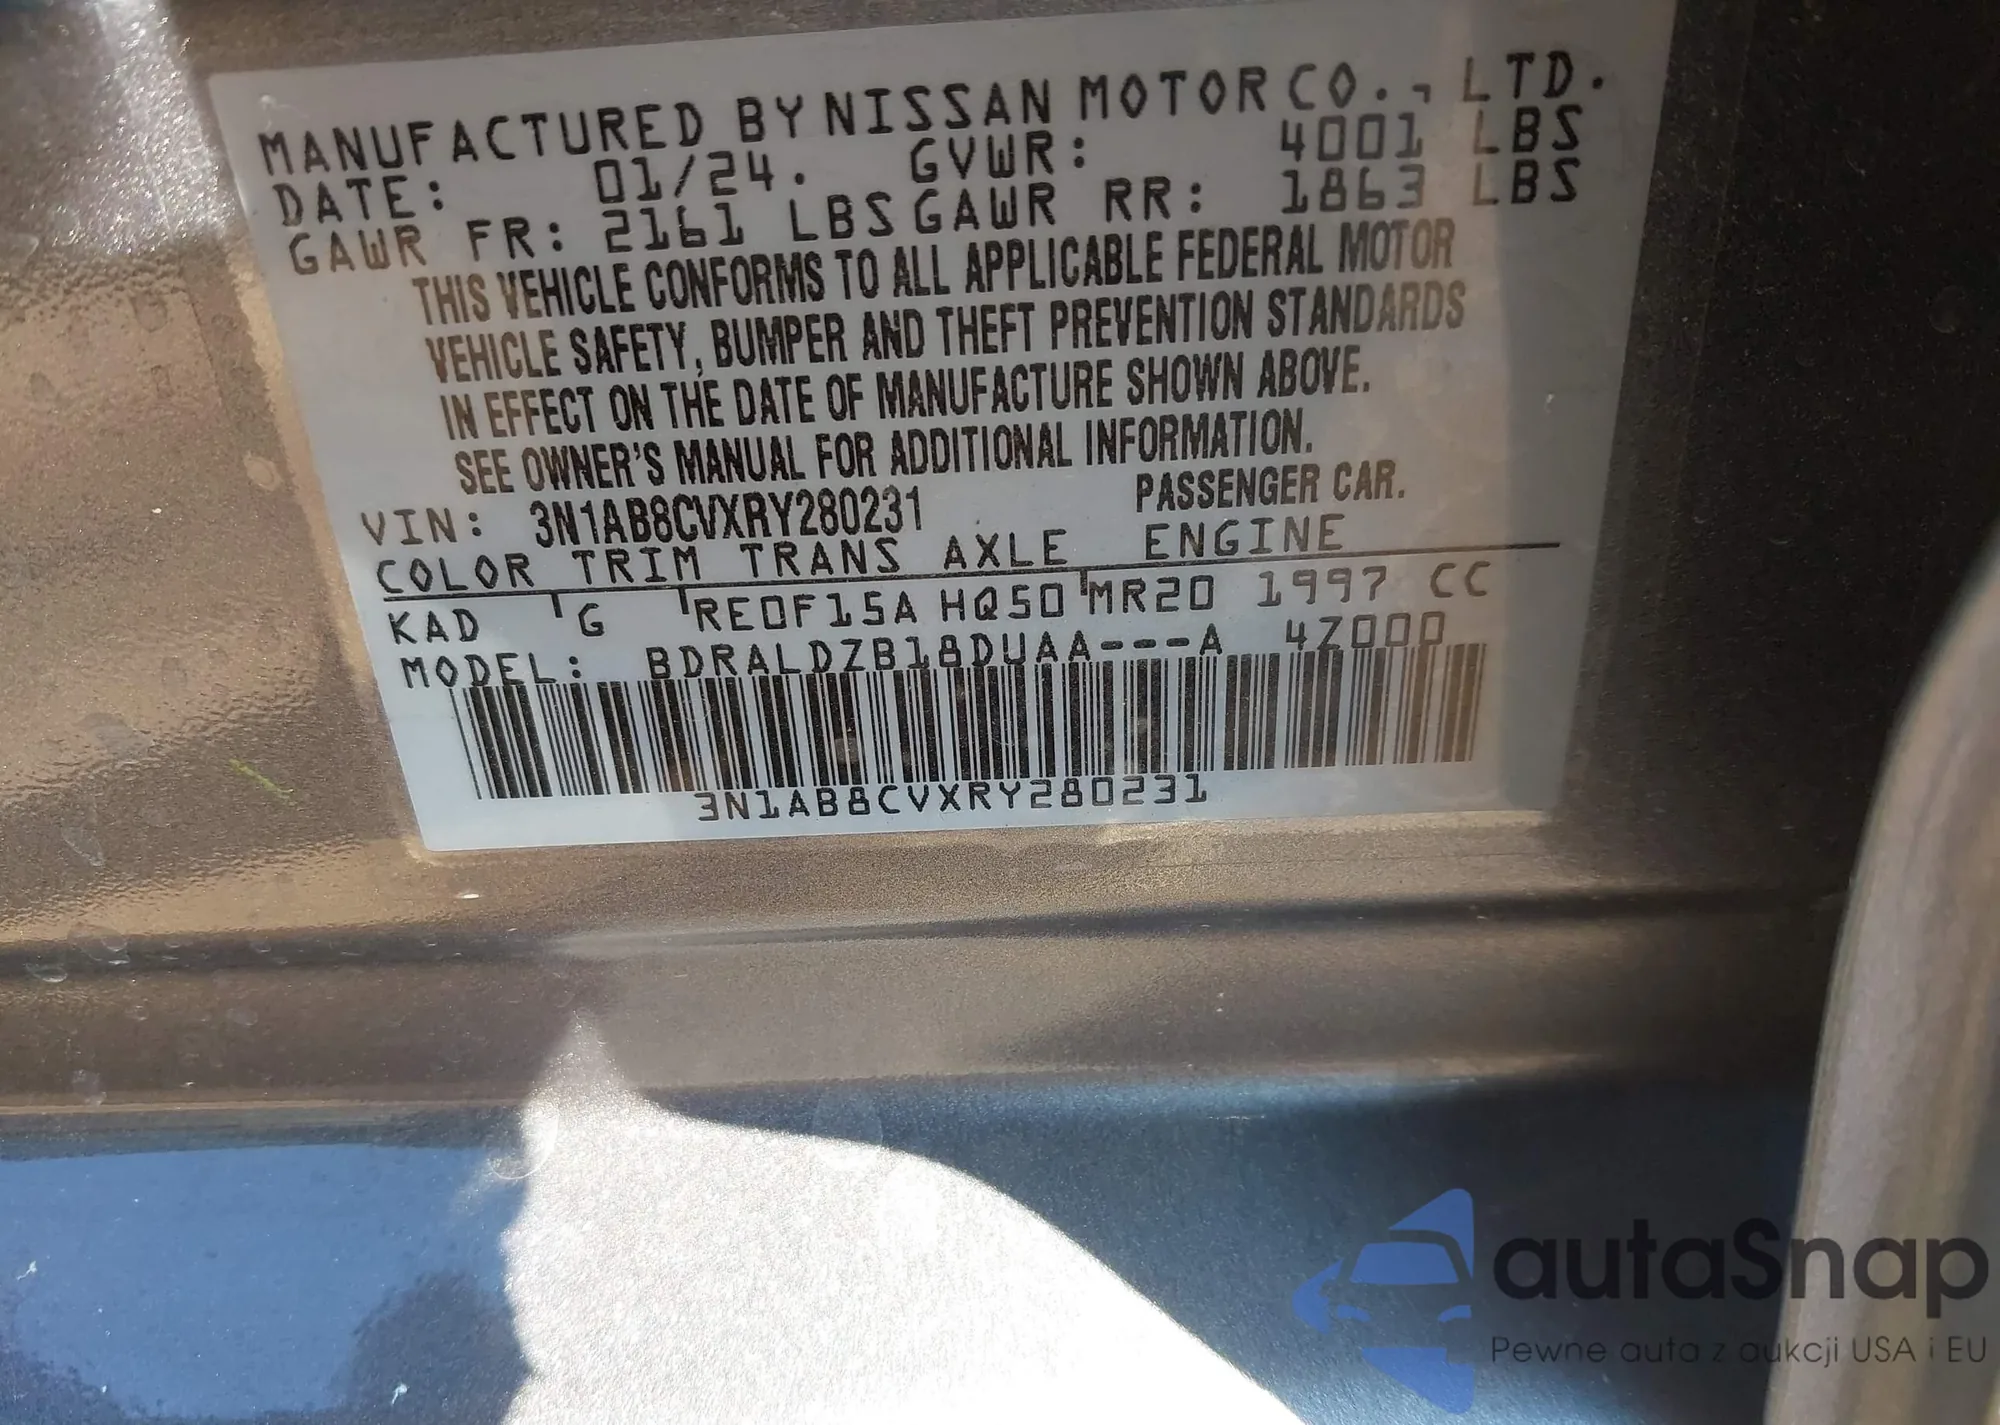 MANUFACTURED BY NISSAN MOTOR CO., LTD.
DATE: 01/24. GVWR: 4001 LBS
GAWR FR: 2161 LBS GAWR RR: 1863 LBS
THIS VEHICLE CONFORMS TO ALL APPLICABLE FEDERAL MOTOR
VEHICLE SAFETY, BUMPER AND THEFT PREVENTION STANDARDS
IN EFFECT ON THE DATE OF MANUFACTURE SHOWN ABOVE.
SEE OWNER'S MANUAL FOR ADDITIONAL INFORMATION.
VIN: 3N1AB8CVXRY280231 PASSENGER CAR.
COLOR TRIM TRANS AXLE ENGINE
KAD G RE0F15A HQ50 MR20 1997 CC
MODEL: BDRALDZB18DUAA---A 4Z000
3N1AB8CVXRY280231
autaSnap
Pewne auta z aukcji USA i EU